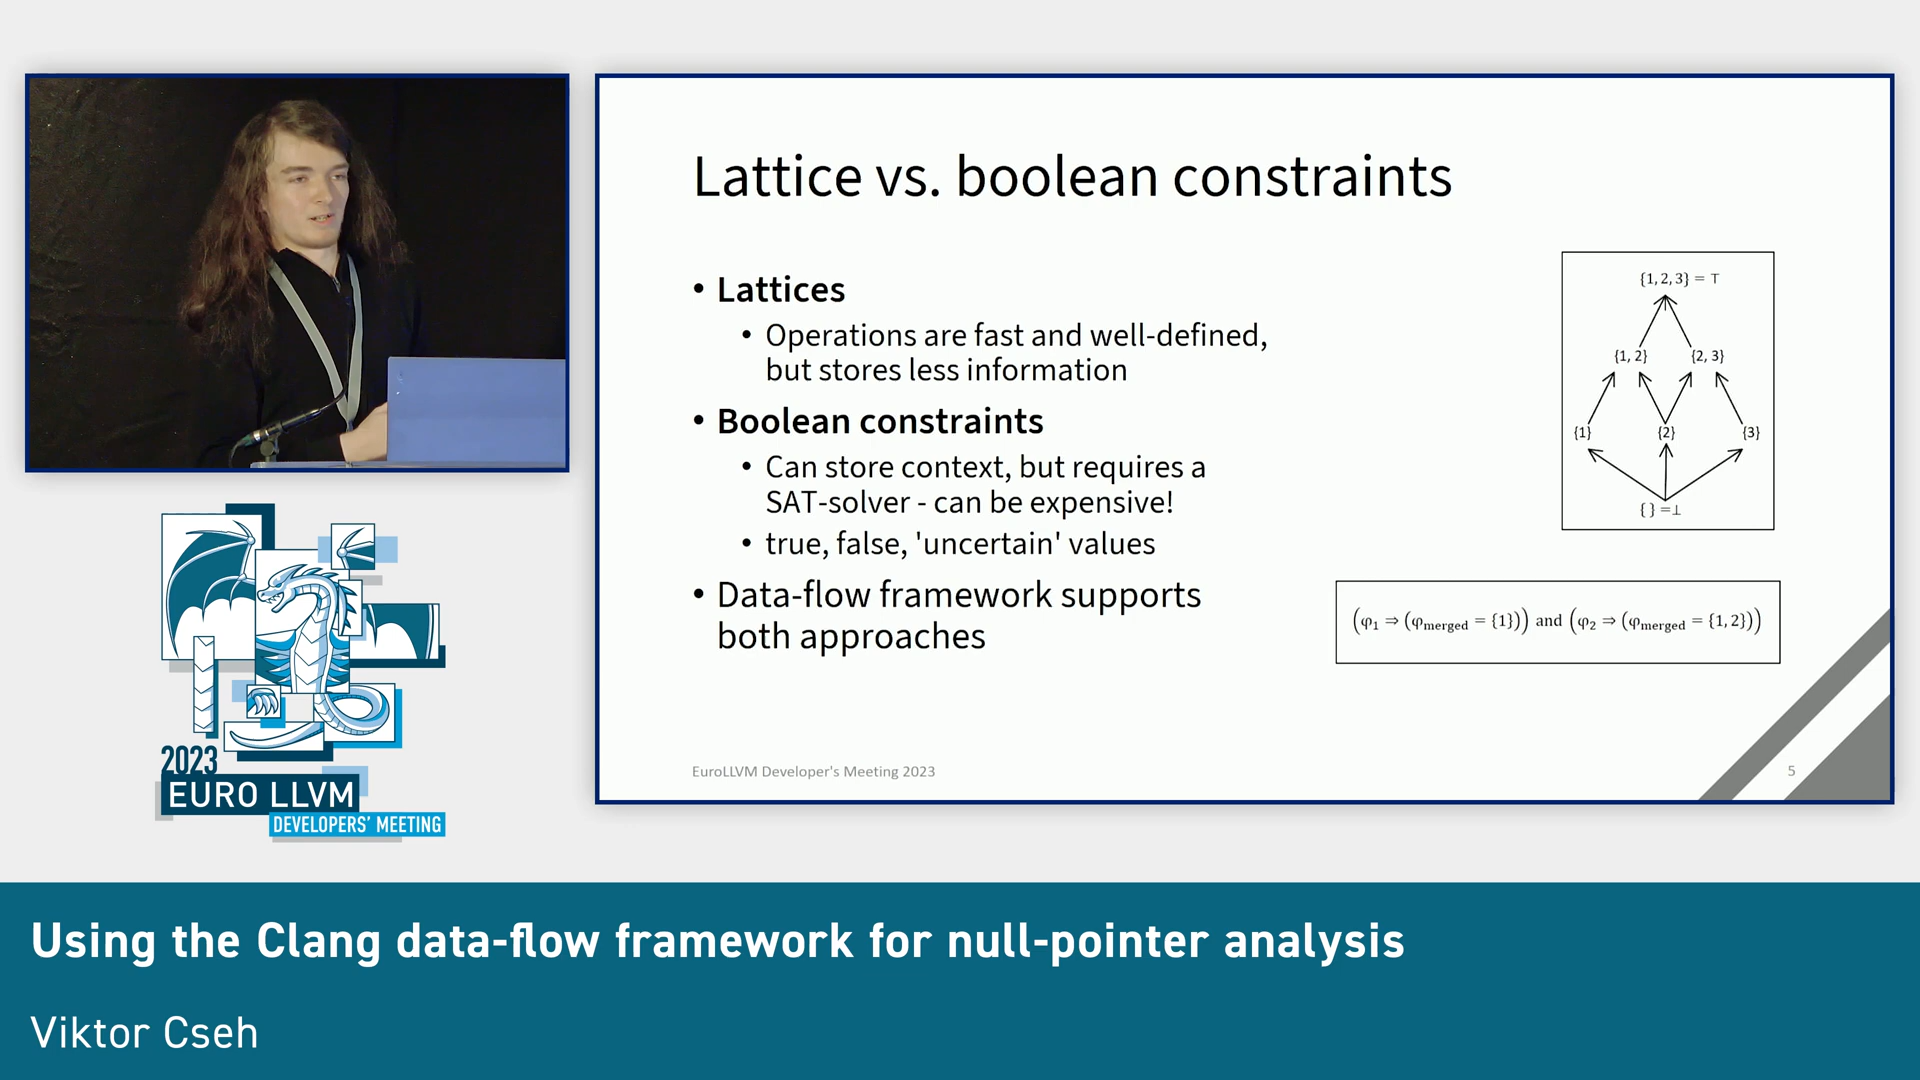 Lattice vs. boolean constraints
• Lattices
• Operations are fast and well-defined,
but stores less information
• Boolean constraints
• Can store context, but requires a
SAT-solver - can be expensive!
• true, false, 'uncertain' values
• Data-flow framework supports
both approaches
{1, 2, 3} = ⊤
{1, 2} {2, 3}
{1} {2} {3}
{ } =⊥
(φ₁ ⇒ (φmerged = {1})) and (φ₂ ⇒ (φmerged = {1, 2}))
EuroLLVM Developer's Meeting 2023
5
2023
EURO LLVM
DEVELOPERS' MEETING
Using the Clang data-flow framework for null-pointer analysis
Viktor Cseh